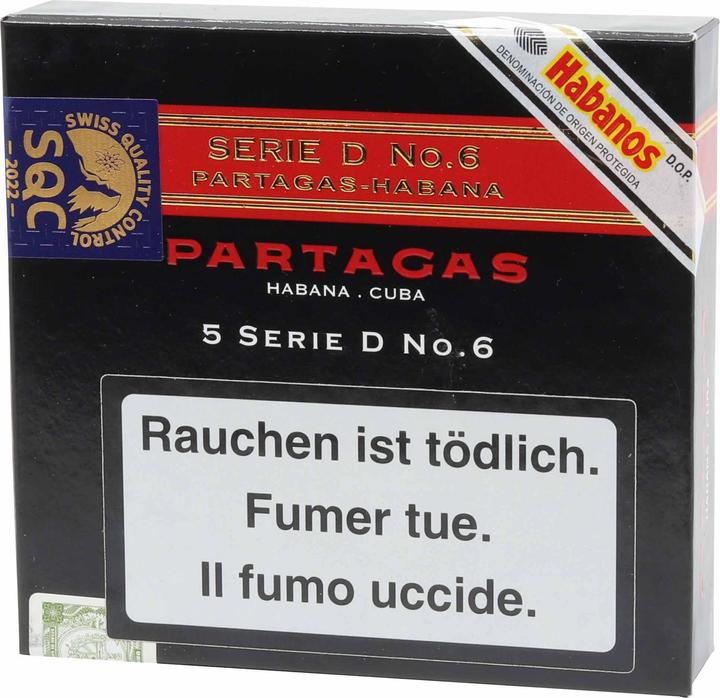 Habanos
DENOMINACIÓN DE ORIGEN PROTEGIDA
D.O.P.
SWISS QUALITY CONTROL
SQC
– 2022 –
SERIE D No.6
PARTAGAS-HABANA
PARTAGAS
HABANA . CUBA
5 SERIE D No.6
Rauchen ist tödlich.
Fumer tue.
Il fumo uccide.